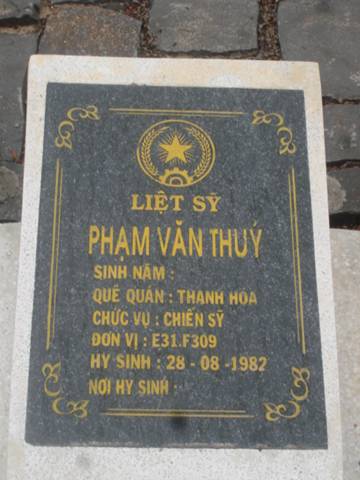 LIỆT SỸ
PHẠM VĂN THUÝ
SINH NĂM :
QUÊ QUÁN : THANH HOA
CHỨC VỤ : CHIẾN SỸ
ĐƠN VỊ : E31.F309
HY SINH : 28 - 08 -1982
NƠI HY SINH :